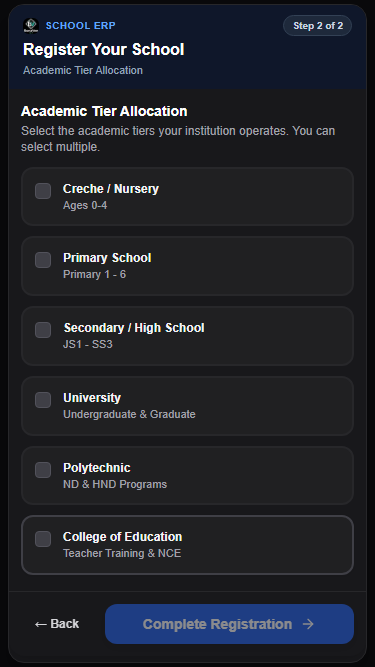 SCHOOL ERP
Step 2 of 2
Register Your School
Academic Tier Allocation
Academic Tier Allocation
Select the academic tiers your institution operates. You can
select multiple.
Creche / Nursery
Ages 0-4
Primary School
Primary 1 - 6
Secondary / High School
JS1 - SS3
University
Undergraduate & Graduate
Polytechnic
ND & HND Programs
College of Education
Teacher Training & NCE
← Back
Complete Registration →